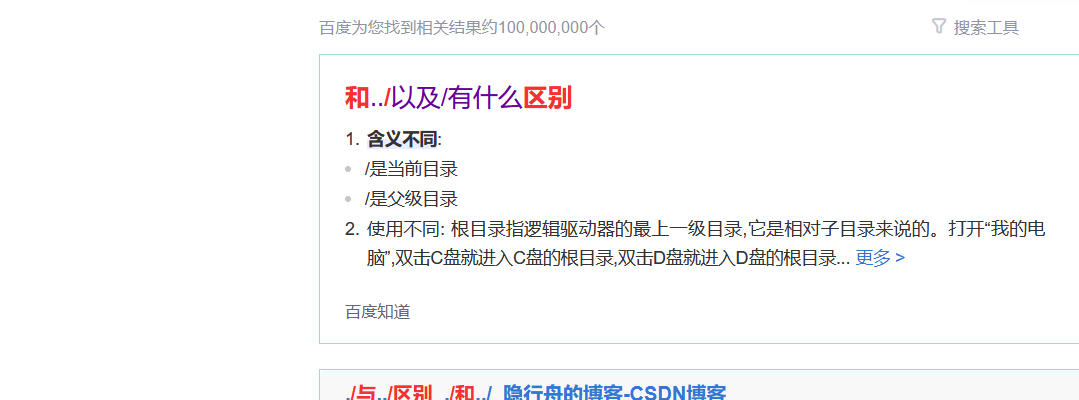 百度为您找到相关结果约100,000,000个
搜索工具
和../以及/有什么区别
1. 含义不同:
/是当前目录
/是父级目录
2. 使用不同: 根目录指逻辑驱动器的最上一级目录,它是相对子目录来说的。打开“我的电
脑”,双击C盘就进入C盘的根目录,双击D盘就进入D盘的根目录... 更多 >
百度知道
./与../区别_./和../_隐行舟的博客-CSDN博客